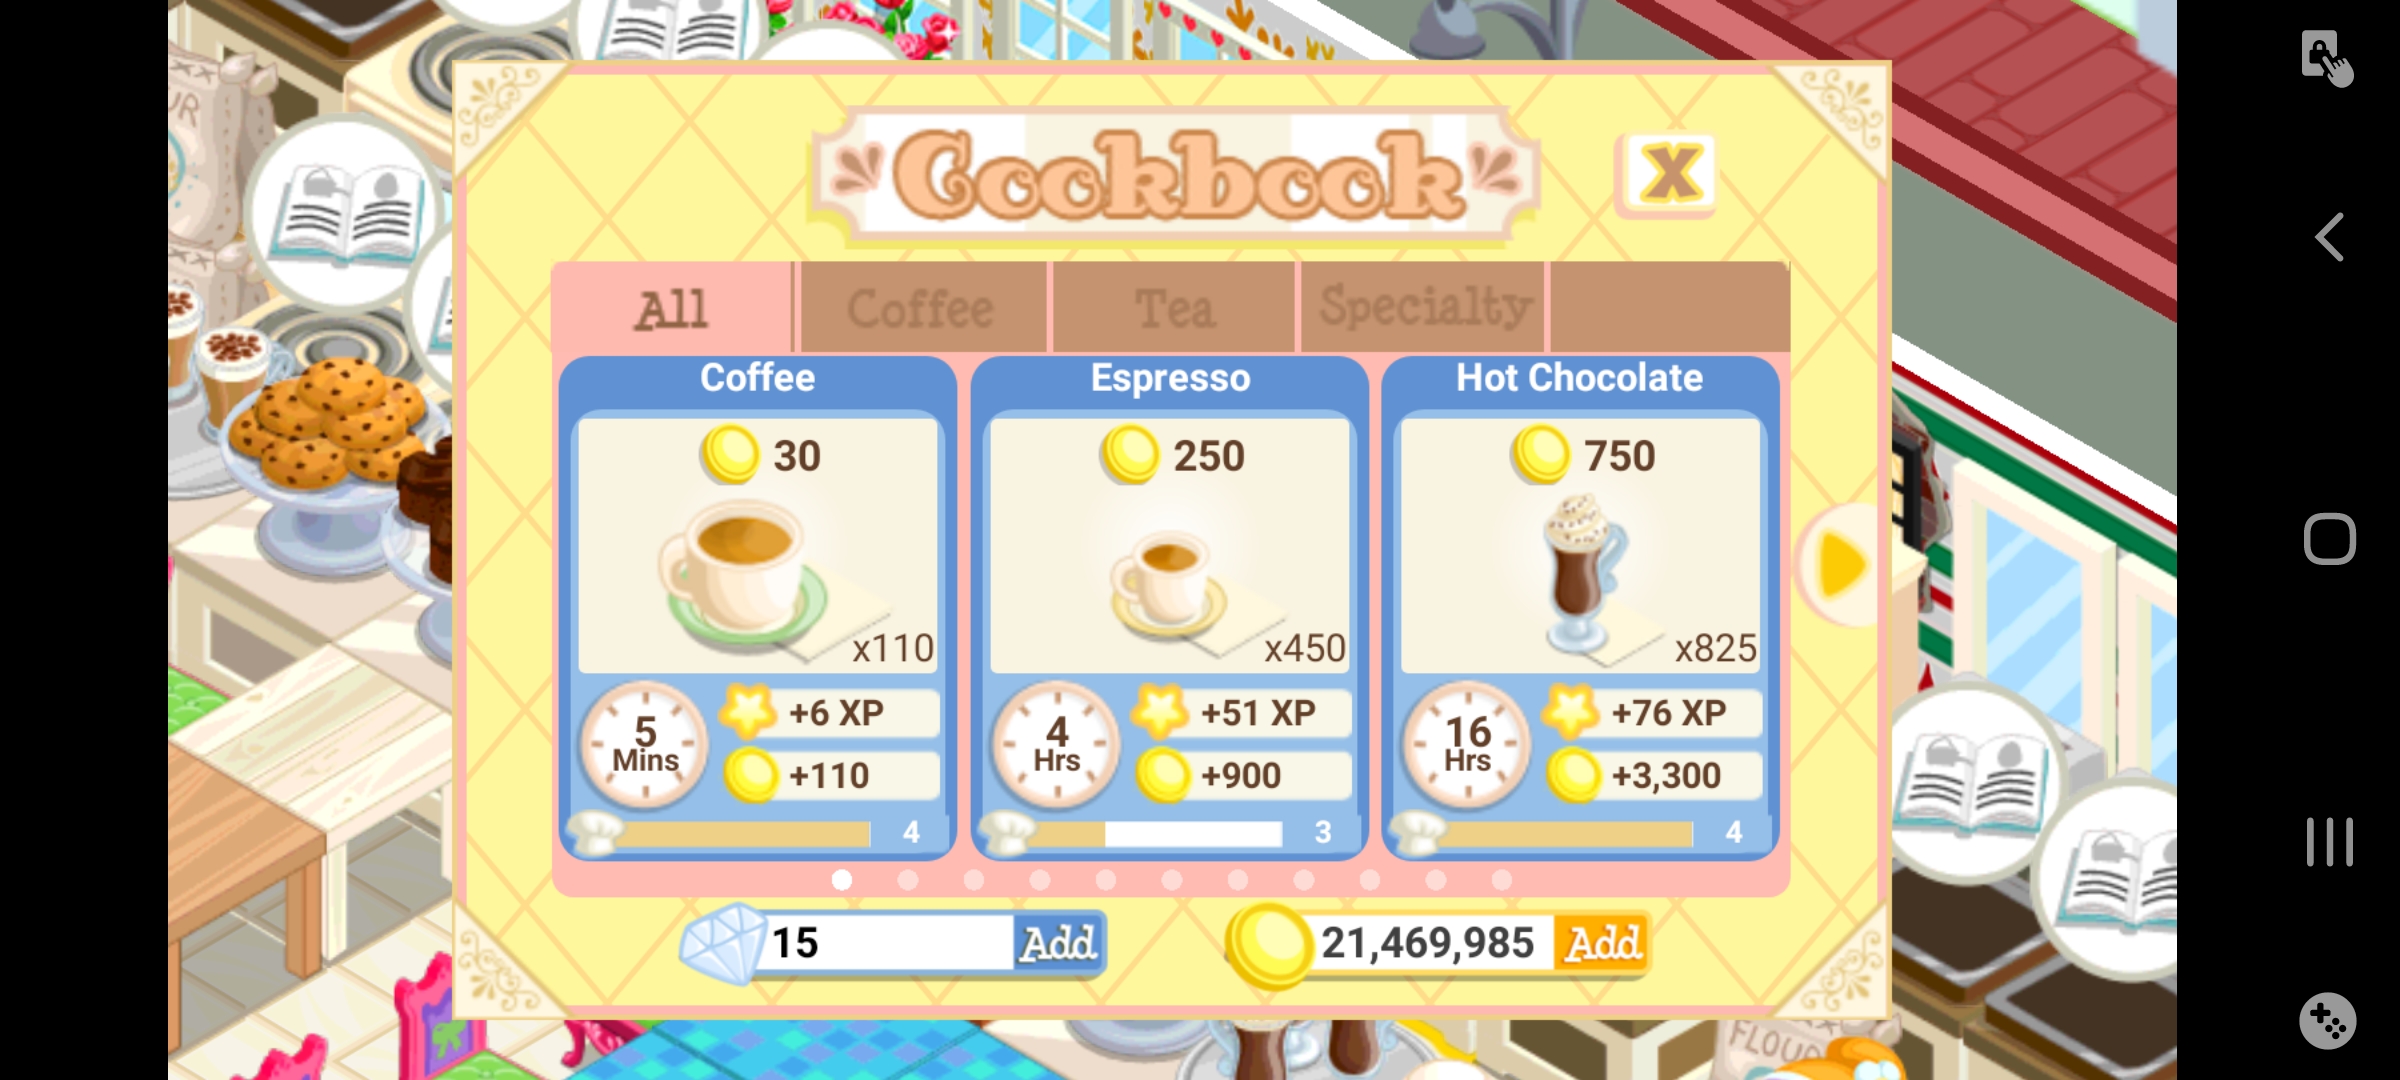 Cookbook
X
All
Coffee
Tea
Specialty
Coffee
30
x110
5
Mins
+6 XP
+110
4
Espresso
250
x450
4
Hrs
+51 XP
+900
3
Hot Chocolate
750
x825
16
Hrs
+76 XP
+3,300
4
15
Add
21,469,985
Add
FLOUR